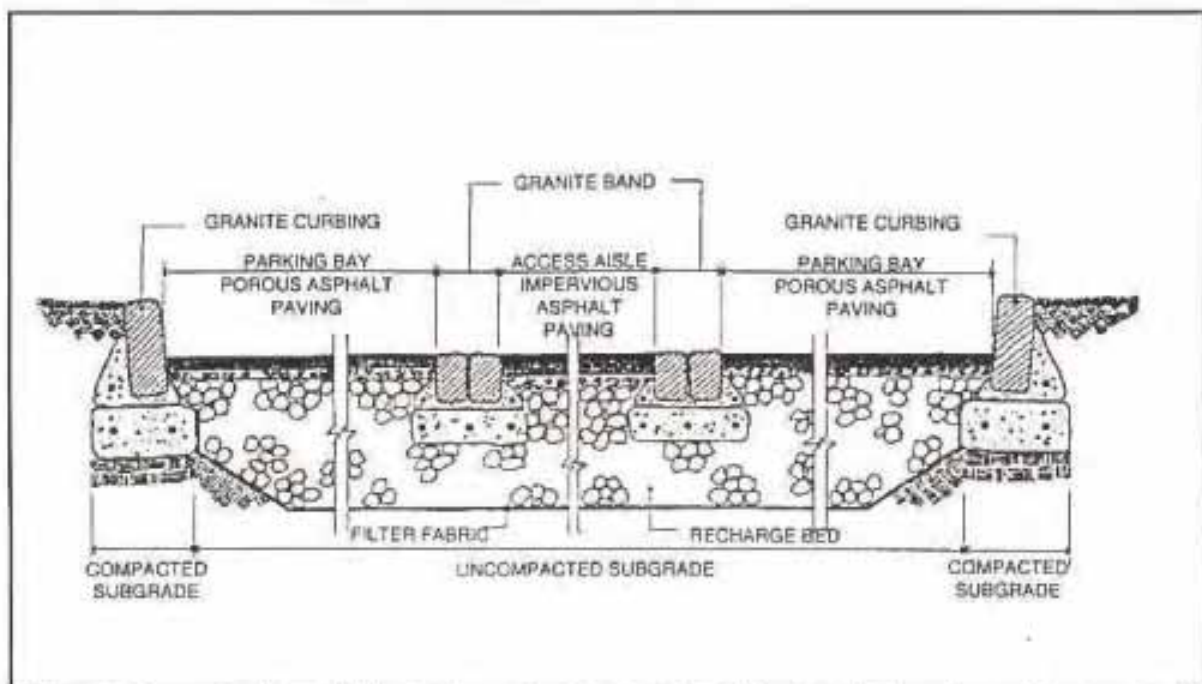 GRANITE BAND
GRANITE CURBING
GRANITE CURBING
PARKING BAY
POROUS ASPHALT
PAVING
ACCESS AISLE
IMPERVIOUS
ASPHALT
PAVING
PARKING BAY
POROUS ASPHALT
PAVING
FILTER FABRIC
RECHARGE BED
COMPACTED
SUBGRADE
UNCOMPACTED SUBGRADE
COMPACTED
SUBGRADE